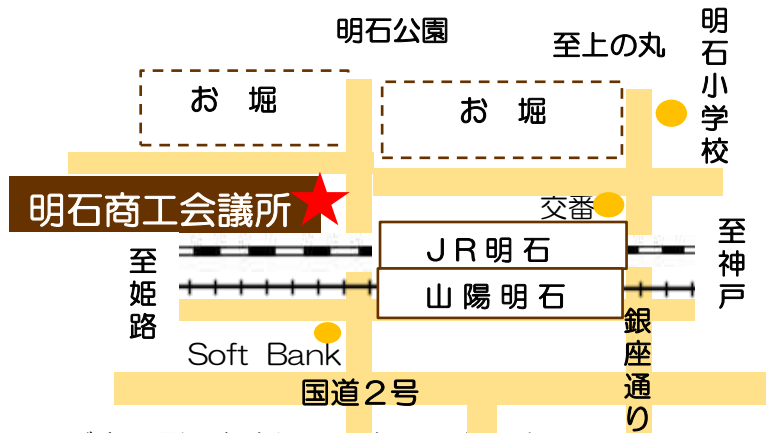 明石公園
至上の丸
明石小学校
お 堀
お 堀
明石商工会議所
交番
JR明石
至神戸
至姫路
山陽明石
銀座通り
Soft Bank
国道2号